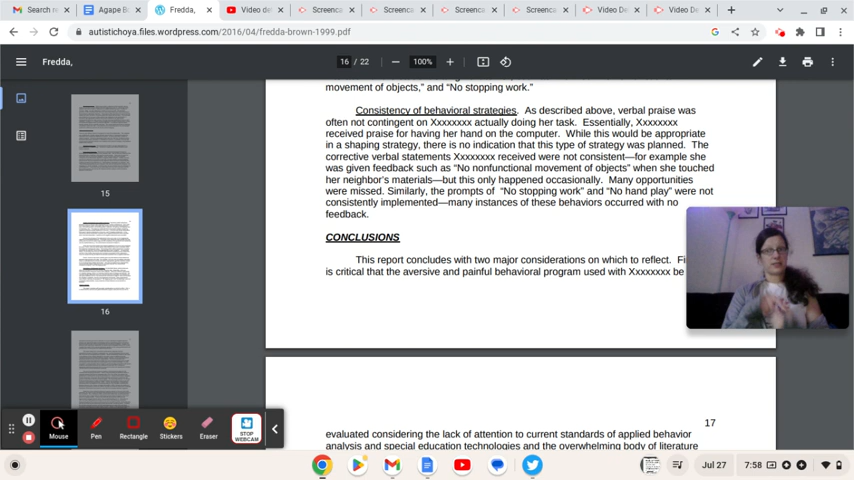 Search re
Agape Bo
Fredda,
Video de
Screenca
Screenca
Screenca
Screenca
Video De
Video De
autistichoya.files.wordpress.com/2016/04/fredda-brown-1999.pdf
Fredda,
16 / 22
100%
15
16
movement of objects,” and “No stopping work.”
Consistency of behavioral strategies. As described above, verbal praise was
often not contingent on Xxxxxxxx actually doing her task. Essentially, Xxxxxxxx
received praise for having her hand on the computer. While this would be appropriate
in a shaping strategy, there is no indication that this type of strategy was planned. The
corrective verbal statements Xxxxxxxx received were not consistent—for example she
was given feedback such as “No nonfunctional movement of objects” when she touched
her neighbor's materials—but this only happened occasionally. Many opportunities
were missed. Similarly, the prompts of “No stopping work” and “No hand play” were not
consistently implemented—many instances of these behaviors occurred with no
feedback.
CONCLUSIONS
This report concludes with two major considerations on which to reflect. Fi
is critical that the aversive and painful behavioral program used with Xxxxxxxx be
17
evaluated considering the lack of attention to current standards of applied behavior
analysis and special education technologies and the overwhelming body of literature
Mouse
Pen
Rectangle
Stickers
Eraser
STOP
WEBCAM
Jul 27
7:58